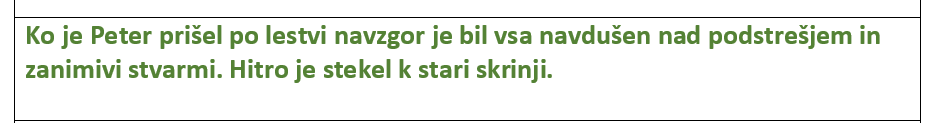 Ko je Peter prišel po lestvi navzgor je bil vsa navdušen nad podstrešjem in
zanimivi stvarmi. Hitro je stekel k stari skrinji.